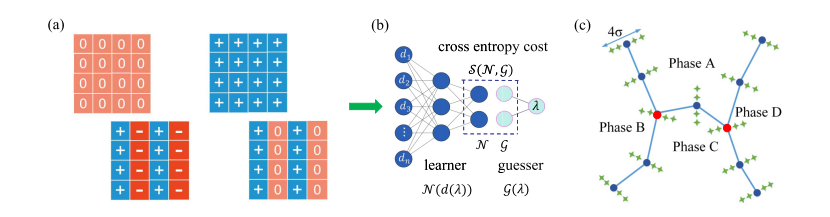 (a)
0 0 0 0
0 0 0 0
0 0 0 0
0 0 0 0
+ + + +
+ + + +
+ + + +
+ + + +
+ - + -
+ - + -
+ - + -
+ - + -
+ 0 + 0
+ 0 + 0
+ 0 + 0
+ 0 + 0
(b)
cross entropy cost
𝒮(𝒩,𝒢)
d₁
d₂
d₃
⋮
dₙ
λ
𝒩 𝒢
learner guesser
𝒩(d(λ)) 𝒢(λ)
(c)
4σ
Phase A
Phase B
Phase C
Phase D